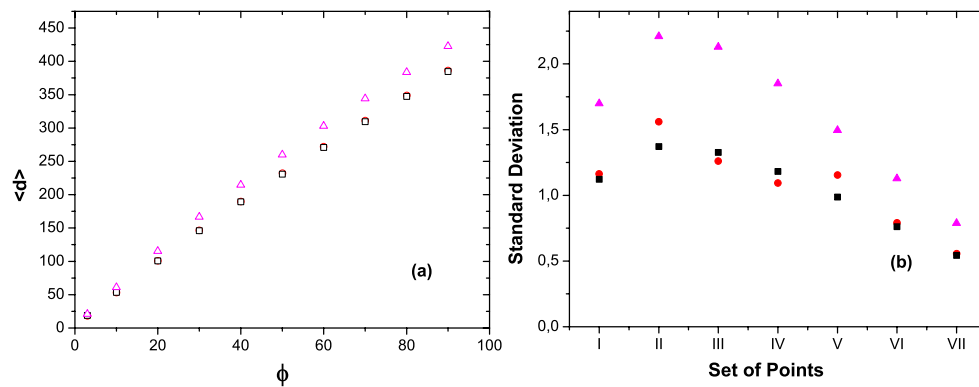 450
400
350
300
250
200
150
100
50
0
<d>
(a)
0 20 40 60 80 100
ϕ
2,0
1,5
1,0
0,5
0,0
Standard Deviation
(b)
I II III IV V VI VII
Set of Points